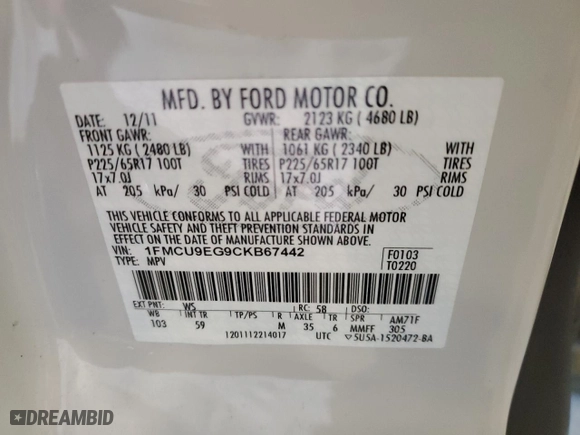 MFD. BY FORD MOTOR CO.
DATE: 12/11 GVWR: 2123 KG ( 4680 LB)
FRONT GAWR: REAR GAWR:
1125 KG ( 2480 LB) 1061 KG ( 2340 LB) WITH
P225/65R17 100T TIRES P225/65R17 100T TIRES
17x7.0J RIMS 17x7.0J RIMS
AT 205 kPa/ 30 PSI COLD AT 205 kPa/ 30 PSI COLD
THIS VEHICLE CONFORMS TO ALL APPLICABLE FEDERAL MOTOR
VEHICLE SAFETY AND THEFT PREVENTION STANDARDS IN
EFFECT ON THE DATE OF MANUFACTURE SHOWN ABOVE.
VIN: 1FMCU9EG9CKB67442 F0103
TYPE: MPV T0220
EXT PNT: WS RC: 58 DSO:
WB INT TR TP/PS R AXLE TR SPR AM71F
103 59 M 35 6 MMFF 305
1201112214017 UTC 5U5A-1520472-BA
DREAMBID